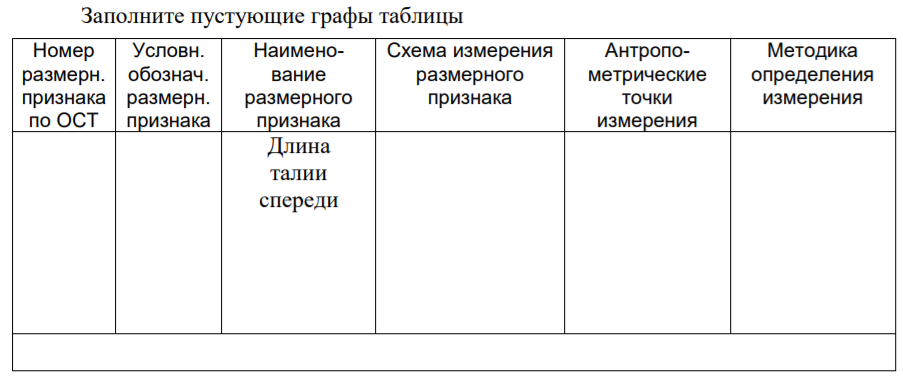 Заполните пустующие графы таблицы
Номер размерн. признака по ОСТ
Условн. обознач. размерн. признака
Наимено-вание размерного признака
Схема измерения размерного признака
Антропо-метрические точки измерения
Методика определения измерения
Длина
талии
спереди